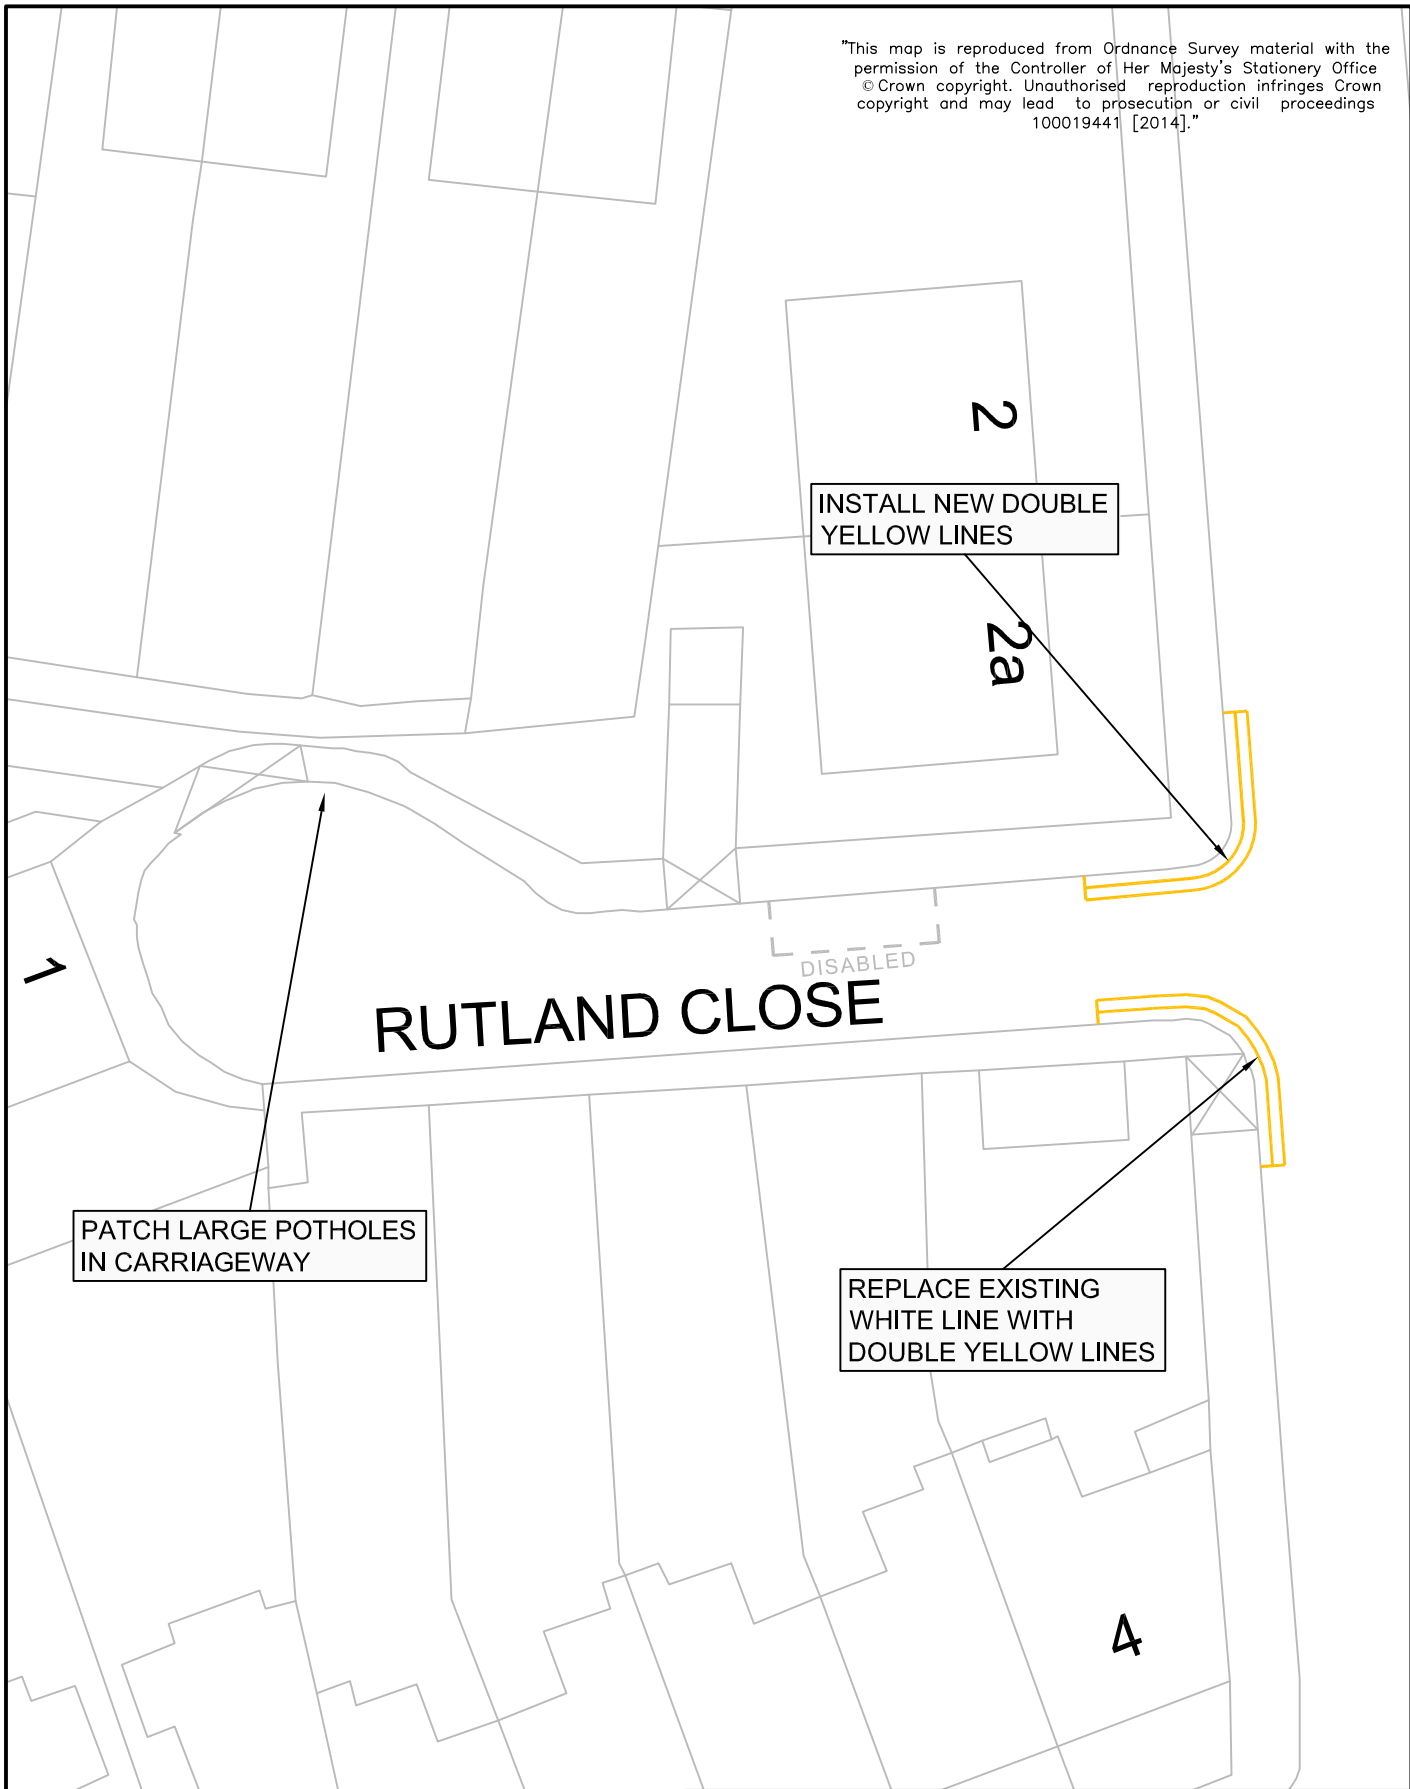 "This map is reproduced from Ordnance Survey material with the
permission of the Controller of Her Majesty's Stationery Office
© Crown copyright. Unauthorised reproduction infringes Crown
copyright and may lead to prosecution or civil proceedings
100019441 [2014]."
2
INSTALL NEW DOUBLE
YELLOW LINES
2a
1
DISABLED
RUTLAND CLOSE
PATCH LARGE POTHOLES
IN CARRIAGEWAY
REPLACE EXISTING
WHITE LINE WITH
DOUBLE YELLOW LINES
4